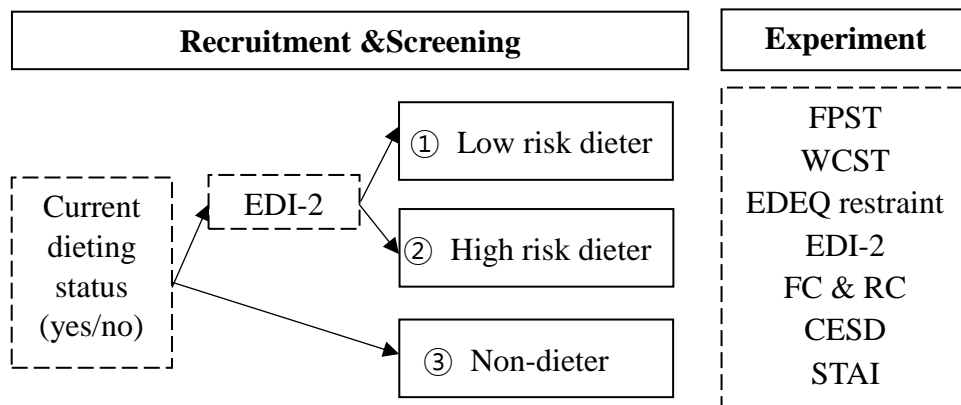 Recruitment &Screening
Current
dieting
status
(yes/no)
EDI-2
① Low risk dieter
② High risk dieter
③ Non-dieter
Experiment
FPST
WCST
EDEQ restraint
EDI-2
FC & RC
CESD
STAI